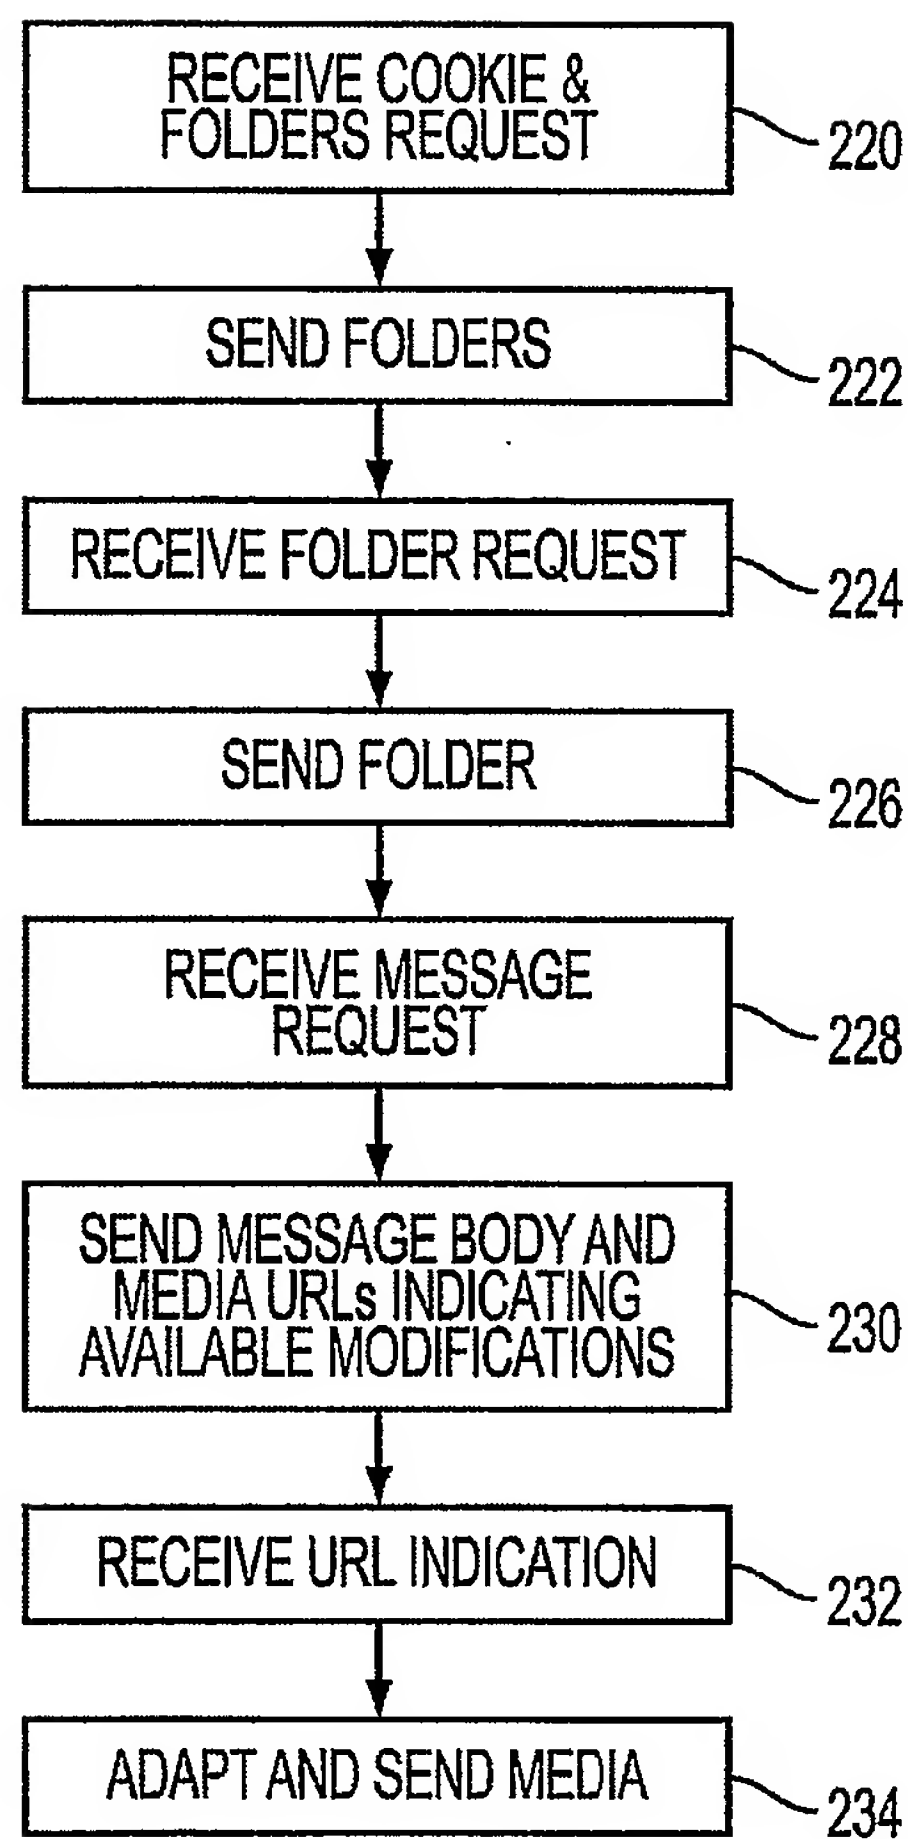 RECEIVE COOKIE &
FOLDERS REQUEST
220
SEND FOLDERS
222
RECEIVE FOLDER REQUEST
224
SEND FOLDER
226
RECEIVE MESSAGE
REQUEST
228
SEND MESSAGE BODY AND
MEDIA URLs INDICATING
AVAILABLE MODIFICATIONS
230
RECEIVE URL INDICATION
232
ADAPT AND SEND MEDIA
234